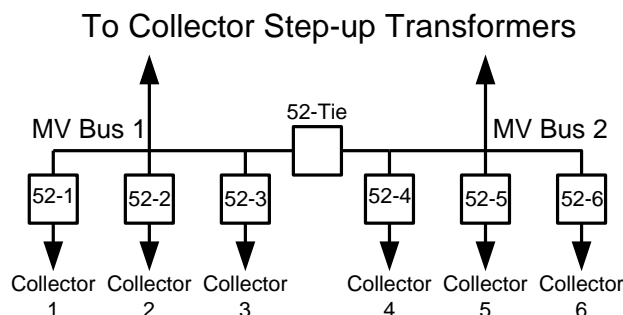 To Collector Step-up Transformers
52-Tie
MV Bus 1
MV Bus 2
52-1
52-2
52-3
52-4
52-5
52-6
Collector
1
Collector
2
Collector
3
Collector
4
Collector
5
Collector
6